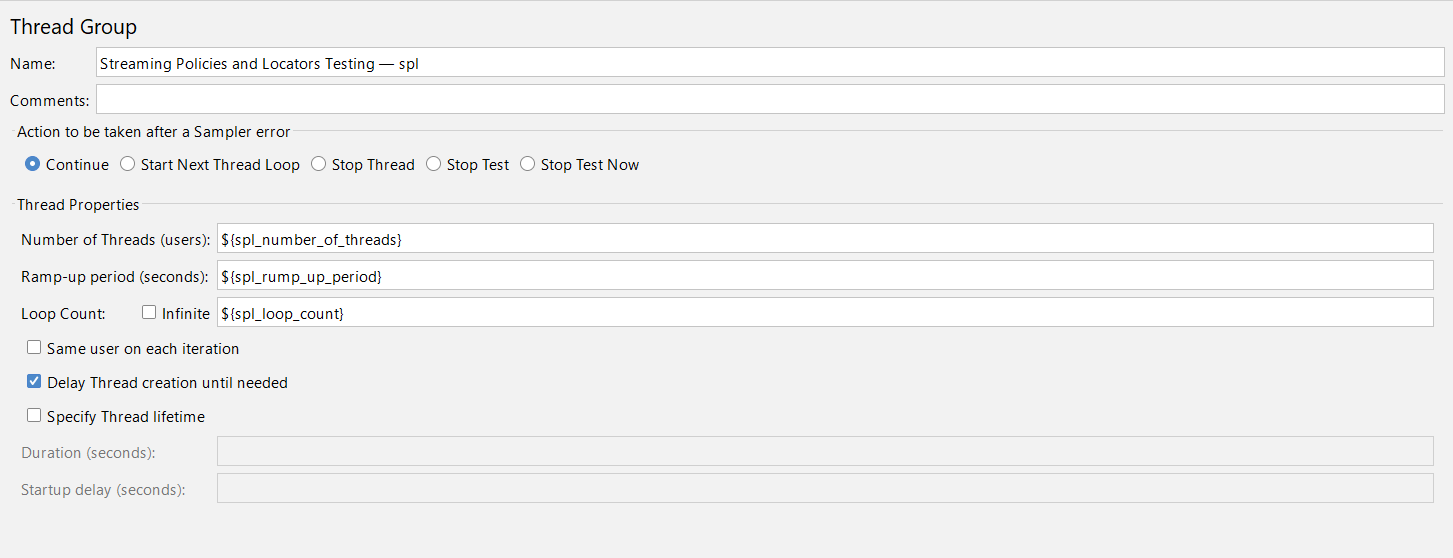 Thread Group
Name: Streaming Policies and Locators Testing — spl
Comments:
Action to be taken after a Sampler error
Continue Start Next Thread Loop Stop Thread Stop Test Stop Test Now
Thread Properties
Number of Threads (users): ${spl_number_of_threads}
Ramp-up period (seconds): ${spl_rump_up_period}
Loop Count: Infinite ${spl_loop_count}
Same user on each iteration
Delay Thread creation until needed
Specify Thread lifetime
Duration (seconds):
Startup delay (seconds):